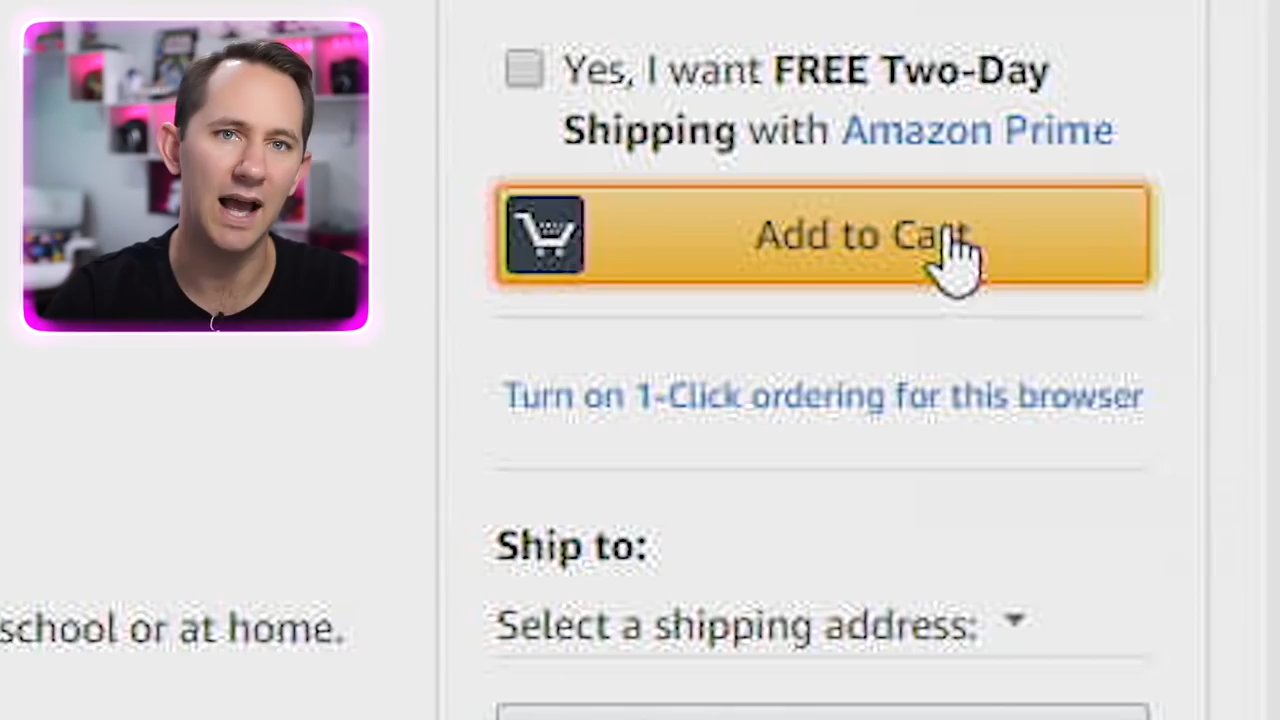 Yes, I want FREE Two-Day
Shipping with Amazon Prime
Add to Cart
Turn on 1-Click ordering for this browser
Ship to:
school or at home.
Select a shipping address: